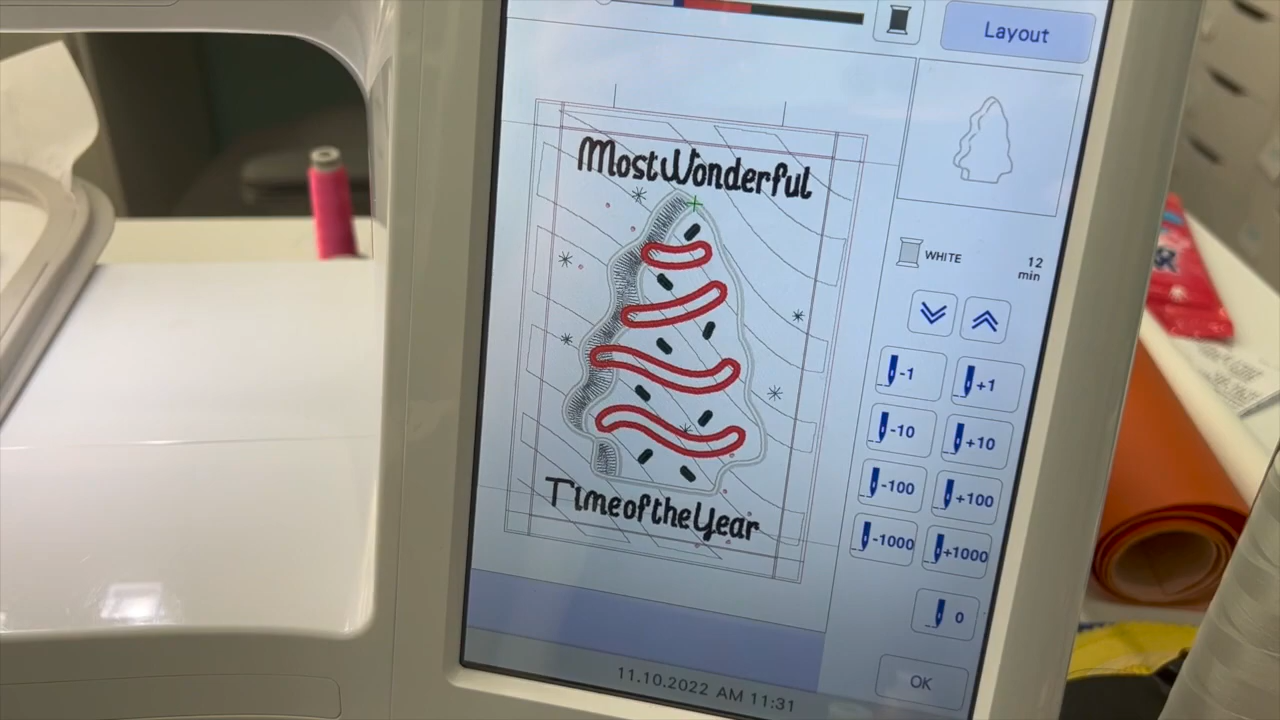 Layout
Most Wonderful
WHITE
12
min
-1
+1
-10
+10
-100
+100
-1000
+1000
0
Time of the Year
OK
11.10.2022 AM 11:31